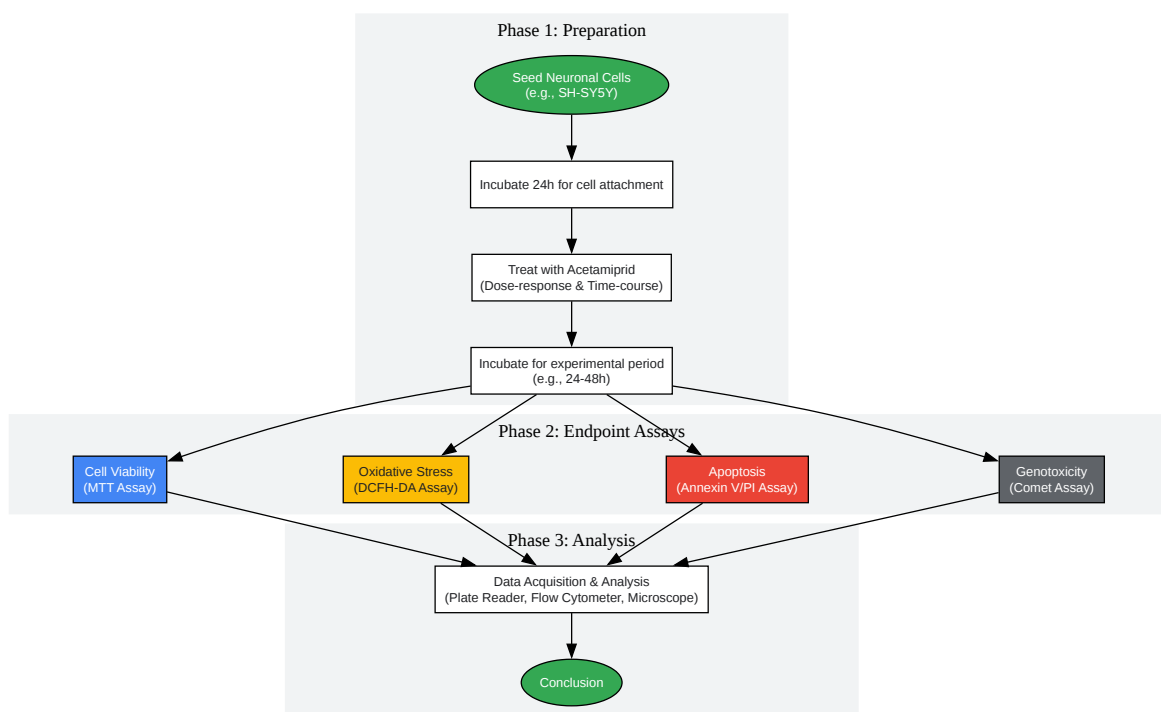 Phase 1: Preparation
Seed Neuronal Cells
(e.g., SH-SY5Y)
Incubate 24h for cell attachment
Treat with Acetamiprid
(Dose-response & Time-course)
Incubate for experimental period
(e.g., 24-48h)
Phase 2: Endpoint Assays
Cell Viability
(MTT Assay)
Oxidative Stress
(DCFH-DA Assay)
Apoptosis
(Annexin V/PI Assay)
Genotoxicity
(Comet Assay)
Phase 3: Analysis
Data Acquisition & Analysis
(Plate Reader, Flow Cytometer, Microscope)
Conclusion